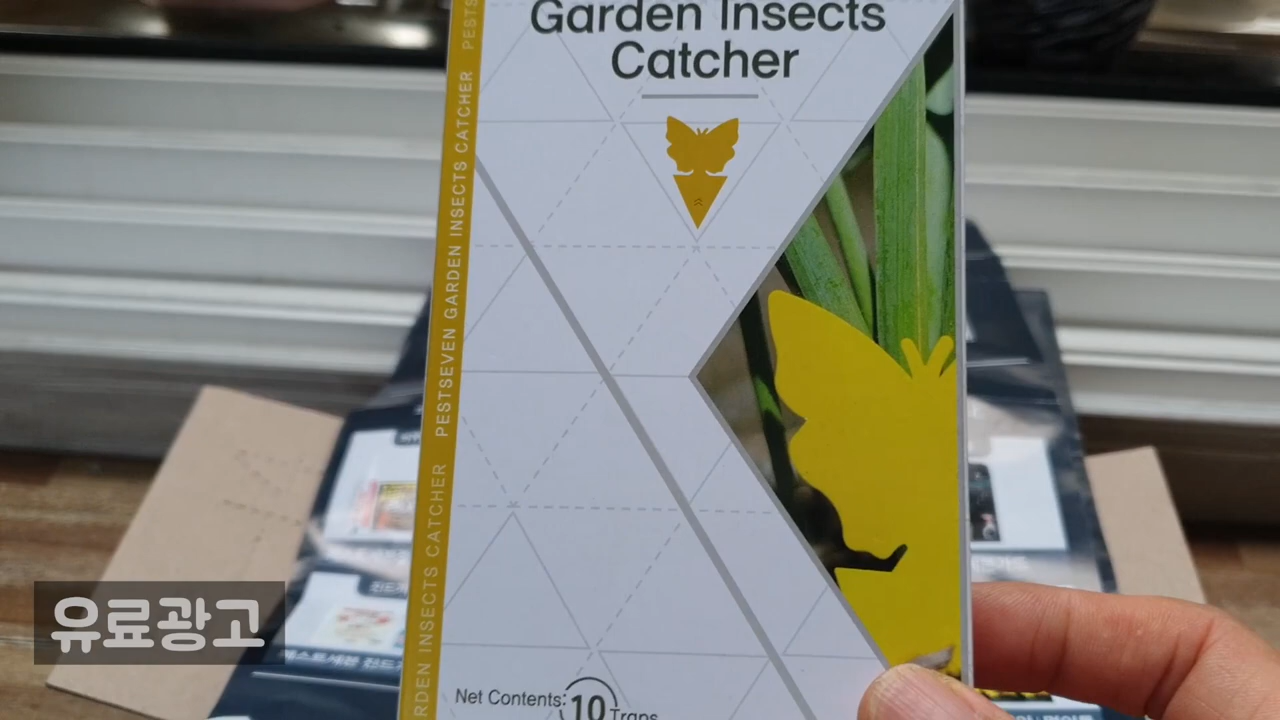 Garden Insects
Catcher
PESTSEVEN GARDEN INSECTS CATCHER
GARDEN INSECTS CATCHER
Net Contents: 10 Traps
유료광고